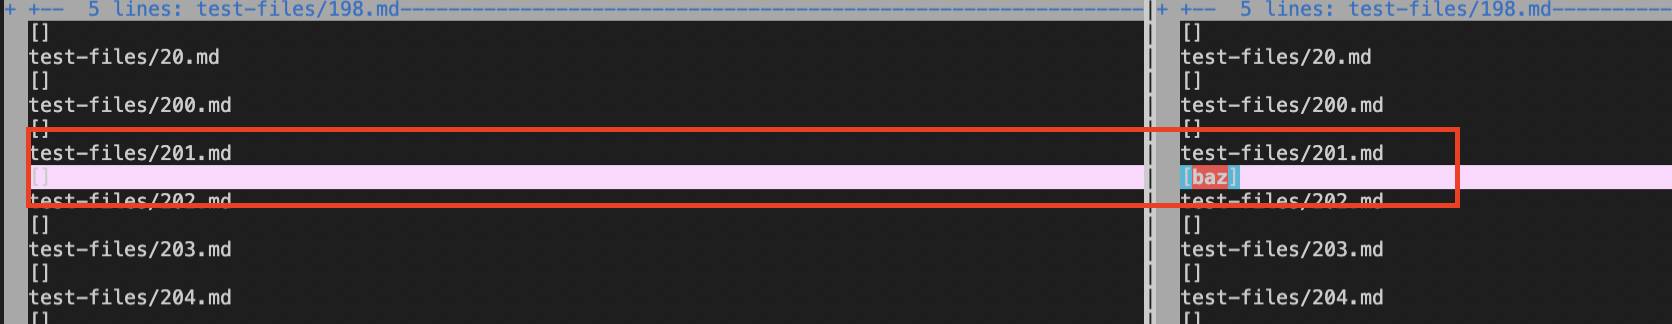 + +-- 5 lines: test-files/198.md
[]
test-files/20.md
[]
test-files/200.md
[]
test-files/201.md
[]
test-files/202.md
[]
test-files/203.md
[]
test-files/204.md
[]
+ +-- 5 lines: test-files/198.md
[]
test-files/20.md
[]
test-files/200.md
[]
test-files/201.md
[baz]
test-files/202.md
[]
test-files/203.md
[]
test-files/204.md
[]